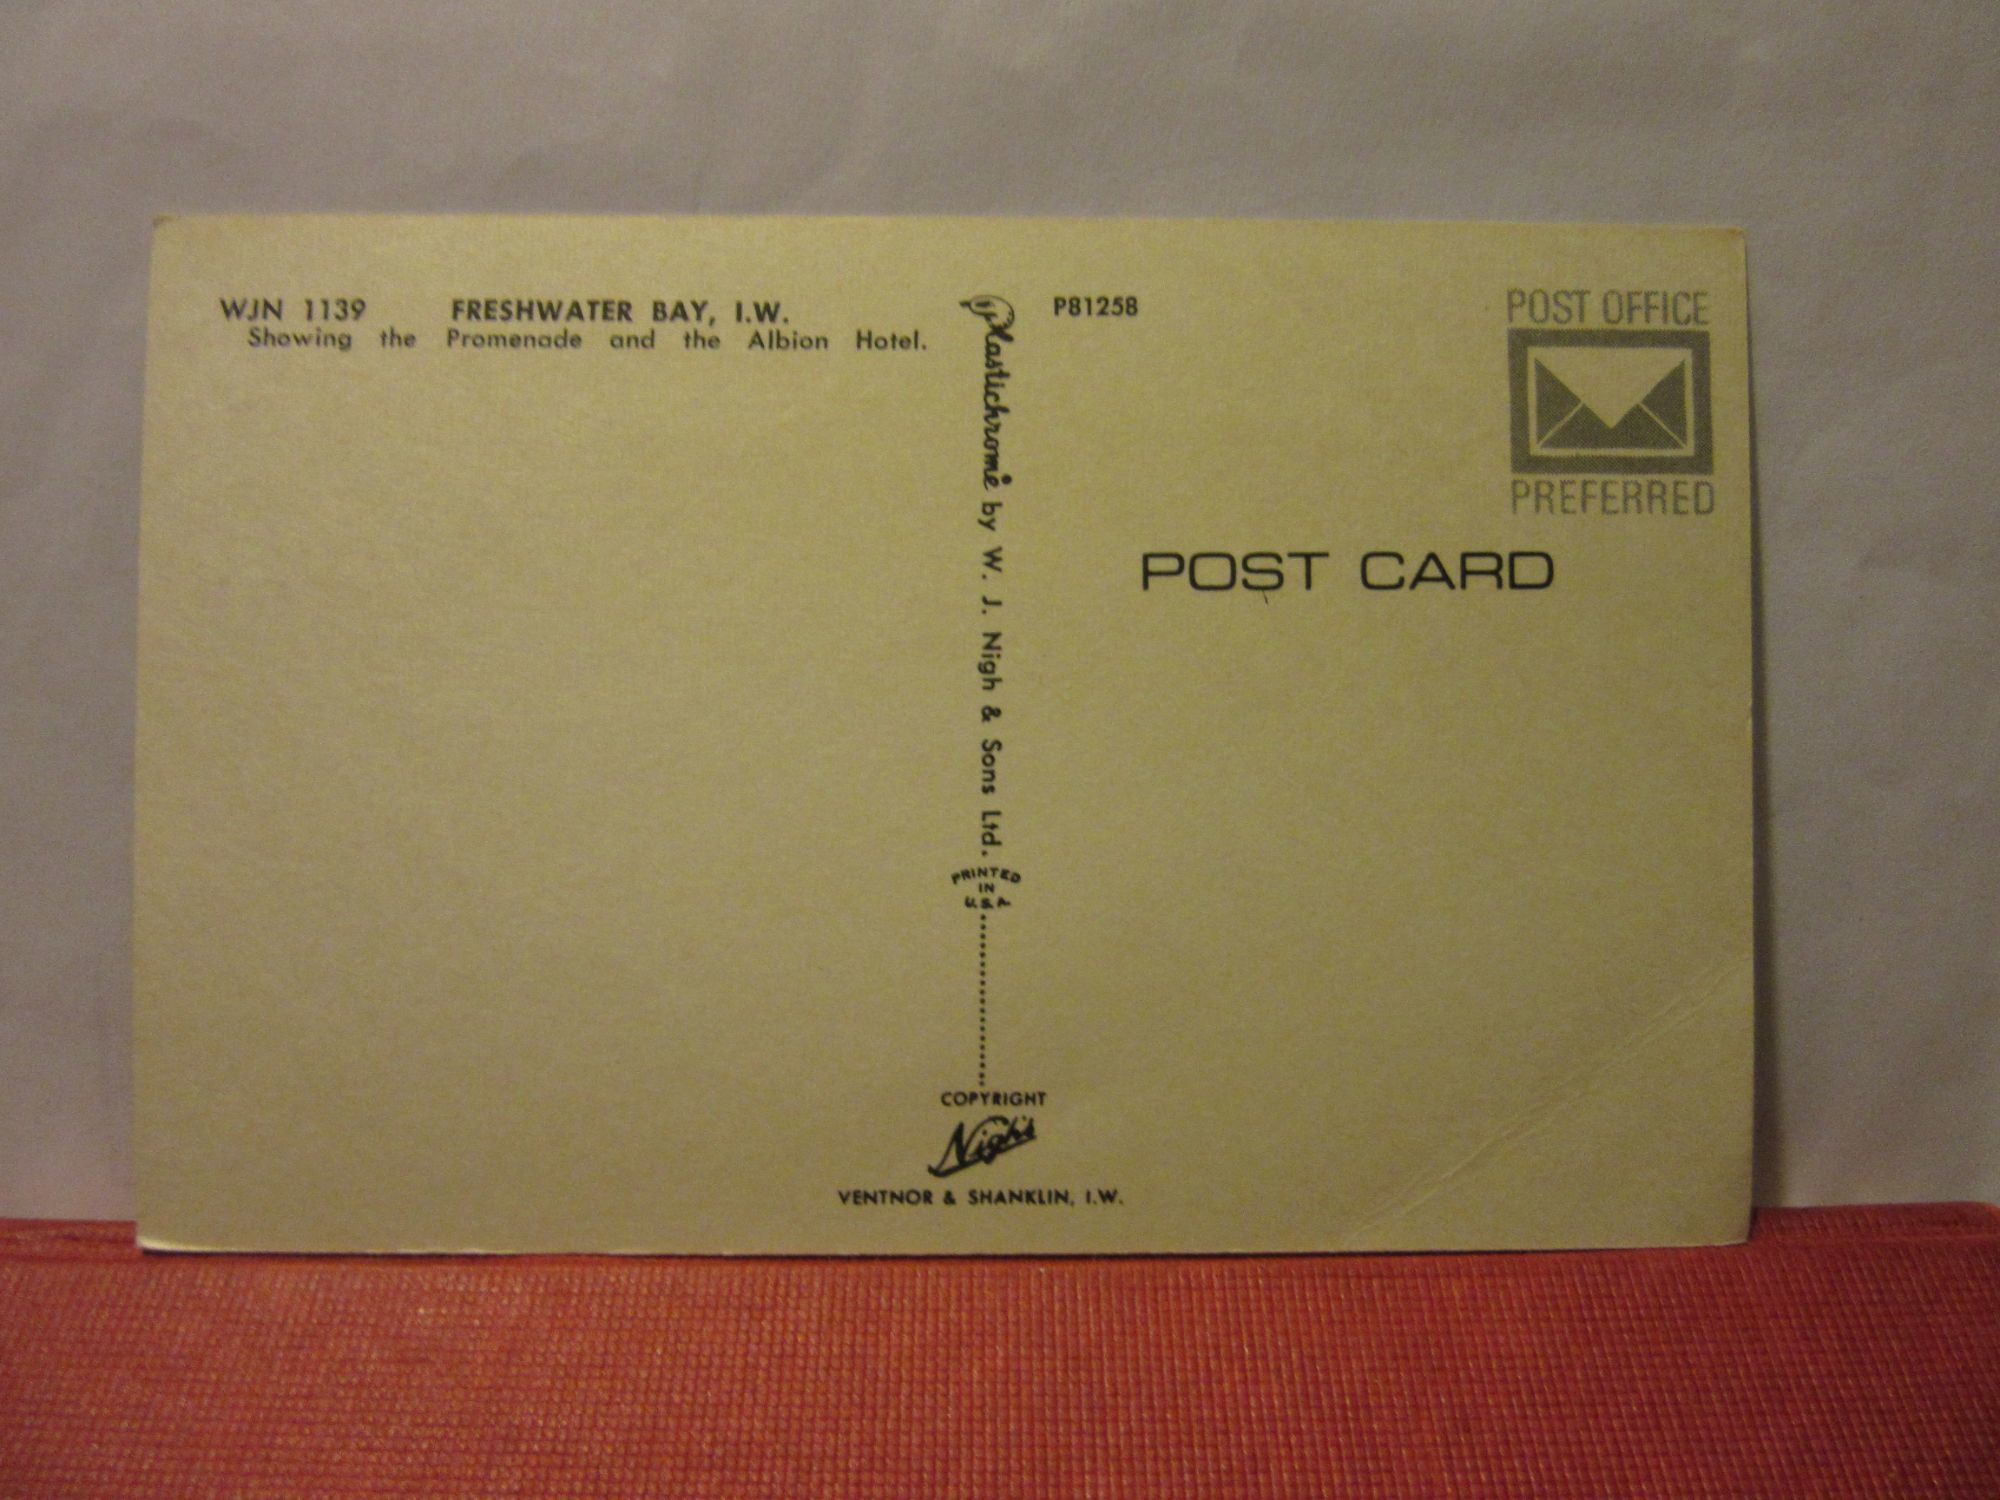 WJN 1139 FRESHWATER BAY, I.W.
Showing the Promenade and the Albion Hotel.
Plastichrome by W. J. Nigh & Sons Ltd.
PRINTED
IN
U.S.A.
COPYRIGHT
Nigh's
VENTNOR & SHANKLIN, I.W.
P81258
POST OFFICE
PREFERRED
POST CARD